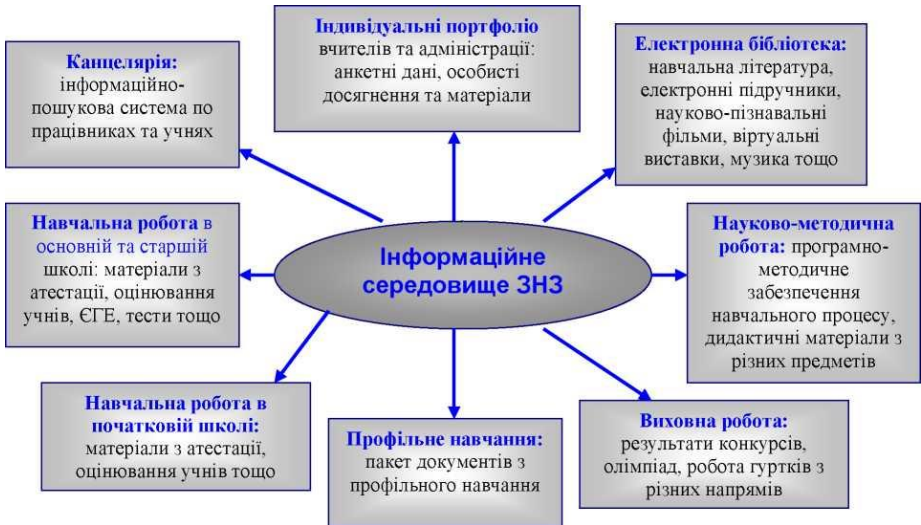 Канцелярія:
інформаційно-
пошукова система по
працівниках та учнях
Індивідуальні портфоліо
вчителів та адміністрації:
анкетні дані, особисті
досягнення та матеріали
Електронна бібліотека:
навчальна література,
електронні підручники,
науково-пізнавальні
фільми, віртуальні
виставки, музика тощо
Навчальна робота в
основній та старшій
школі: матеріали з
атестації, оцінювання
учнів, ЄГЕ, тести тощо
Інформаційне
середовище ЗНЗ
Науково-методична
робота: програмно-
методичне
забезпечення
навчального процесу,
дидактичні матеріали з
різних предметів
Навчальна робота в
початковій школі:
матеріали з атестації,
оцінювання учнів тощо
Профільне навчання:
пакет документів з
профільного навчання
Виховна робота:
результати конкурсів,
олімпіад, робота гуртків з
різних напрямів